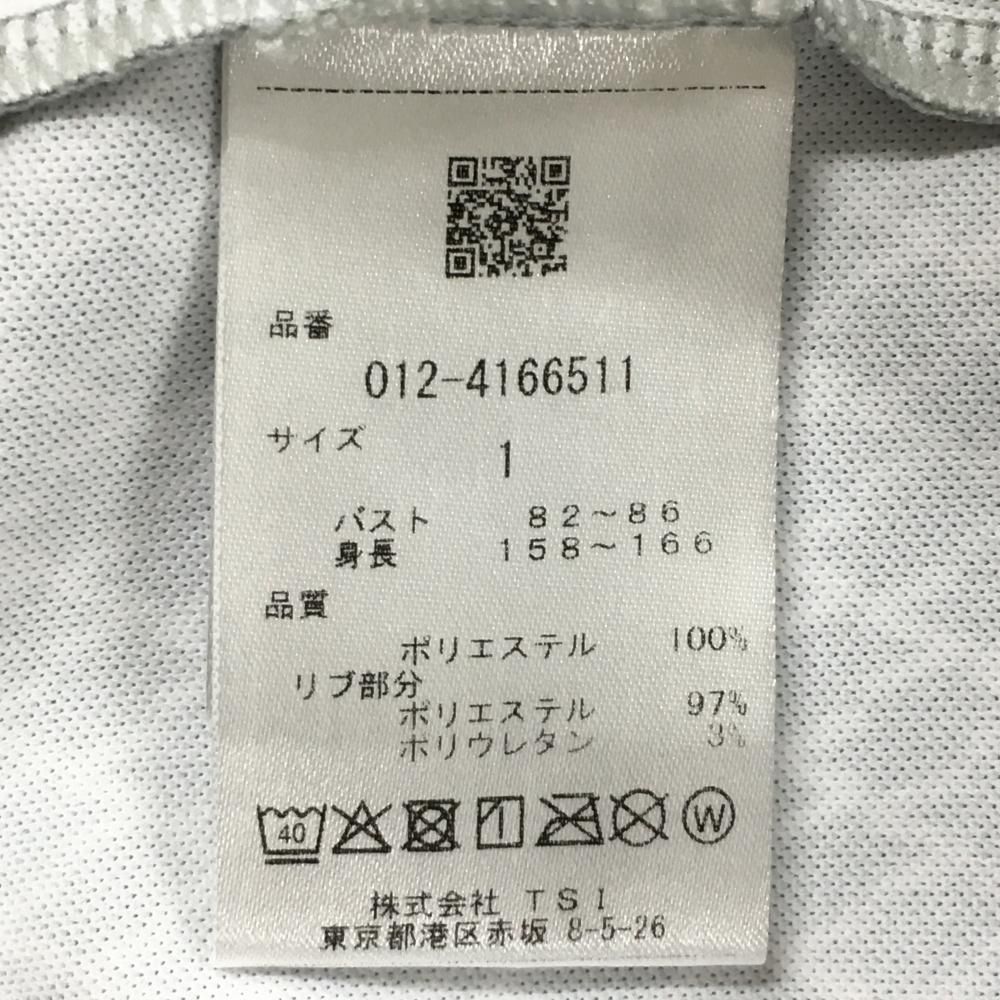 品番
012-4166511
サイズ
1
バスト 82～86
身長 158～166
品質
ポリエステル 100%
リブ部分
ポリエステル 97%
ポリウレタン 3%
40 W
株式会社 TSI
東京都港区赤坂 8-5-26